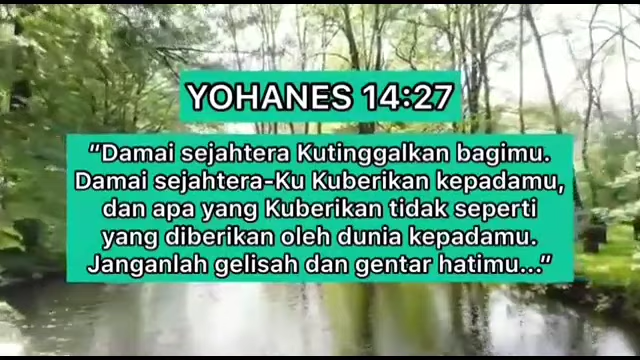 YOHANES 14:27
“Damai sejahtera Kutinggalkan bagimu.
Damai sejahtera-Ku Kuberikan kepadamu,
dan apa yang Kuberikan tidak seperti
yang diberikan oleh dunia kepadamu.
Janganlah gelisah dan gentar hatimu...”